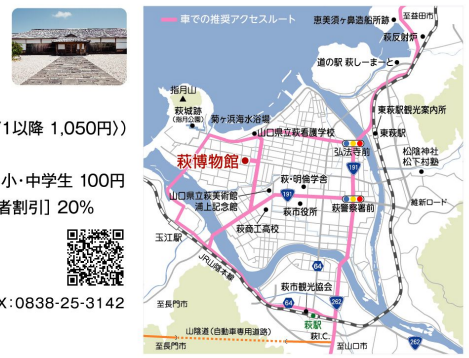 /1以降 1,050円〉)
小・中学生 100円
者割引] 20%
X：0838-25-3142
車での推奨アクセスルート
恵美須ヶ鼻造船所跡
至益田市
萩反射炉
道の駅 萩しーまーと
指月山
萩城跡
(指月公園)
菊ヶ浜海水浴場
山口県立萩看護学校
東萩駅観光案内所
東萩駅
弘法寺前
松陰神社
松下村塾
萩博物館
191
萩・明倫学舎
山口県立萩美術館
浦上記念館
191
維新ロード
萩市役所
萩警察署前
萩商工高校
玉江駅
JR山陰本線
64
萩市観光協会
64
262
至長門市
萩駅
山陰道(自動車専用道路)
萩I.C.
至長門市
至山口市
262